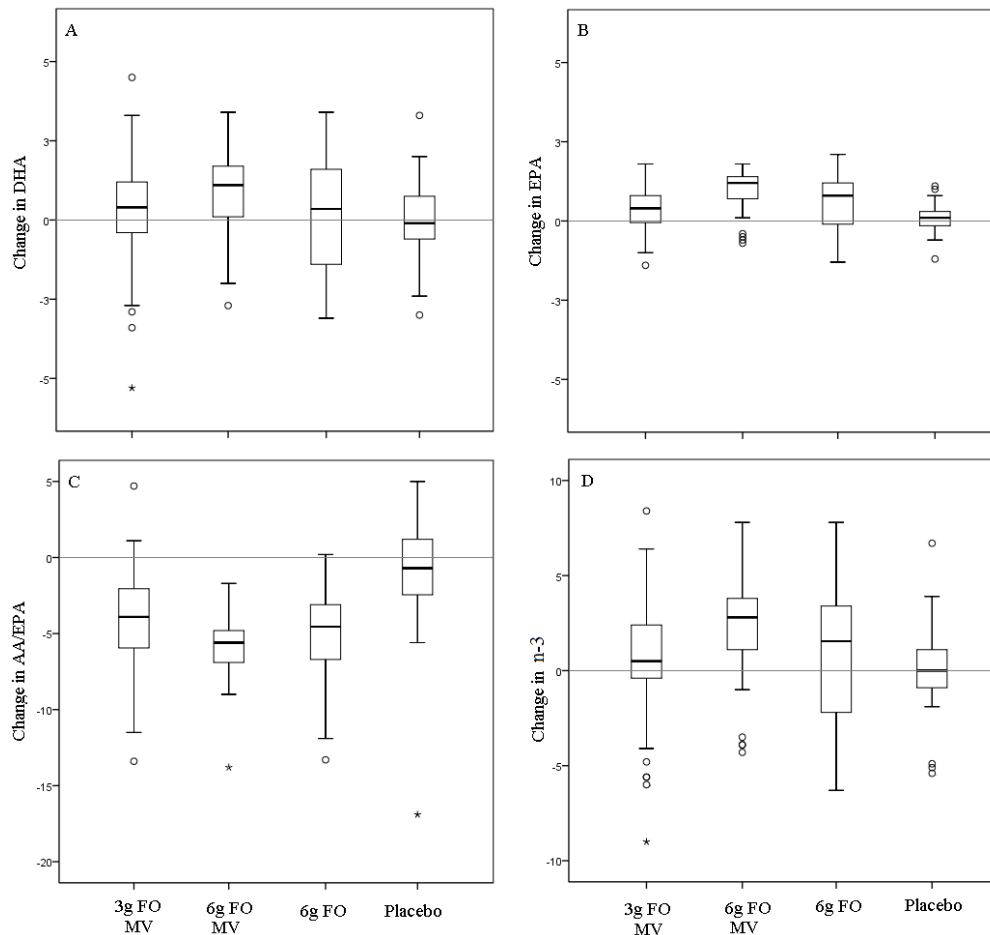 A
5
3
0
-3
-5
Change in DHA
B
5
3
0
-3
-5
Change in EPA
C
5
0
-5
-10
-15
-20
Change in AA/EPA
3g FO
MV
6g FO
MV
6g FO
Placebo
D
10
5
0
-5
-10
Change in n-3
3g FO
MV
6g FO
MV
6g FO
Placebo